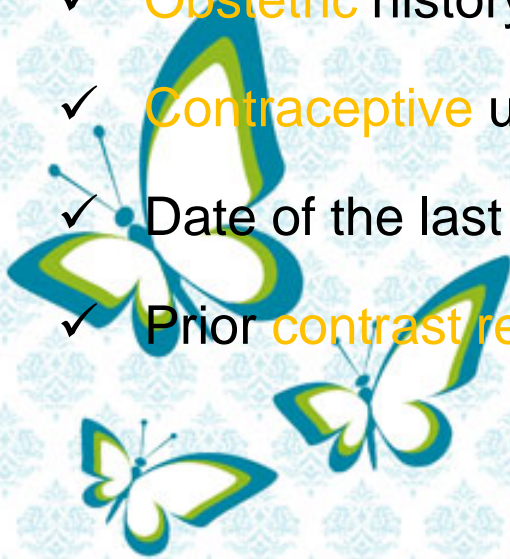 ✓ Obstetric history
✓ Contraceptive u
✓ Date of the last
✓ Prior contrast re